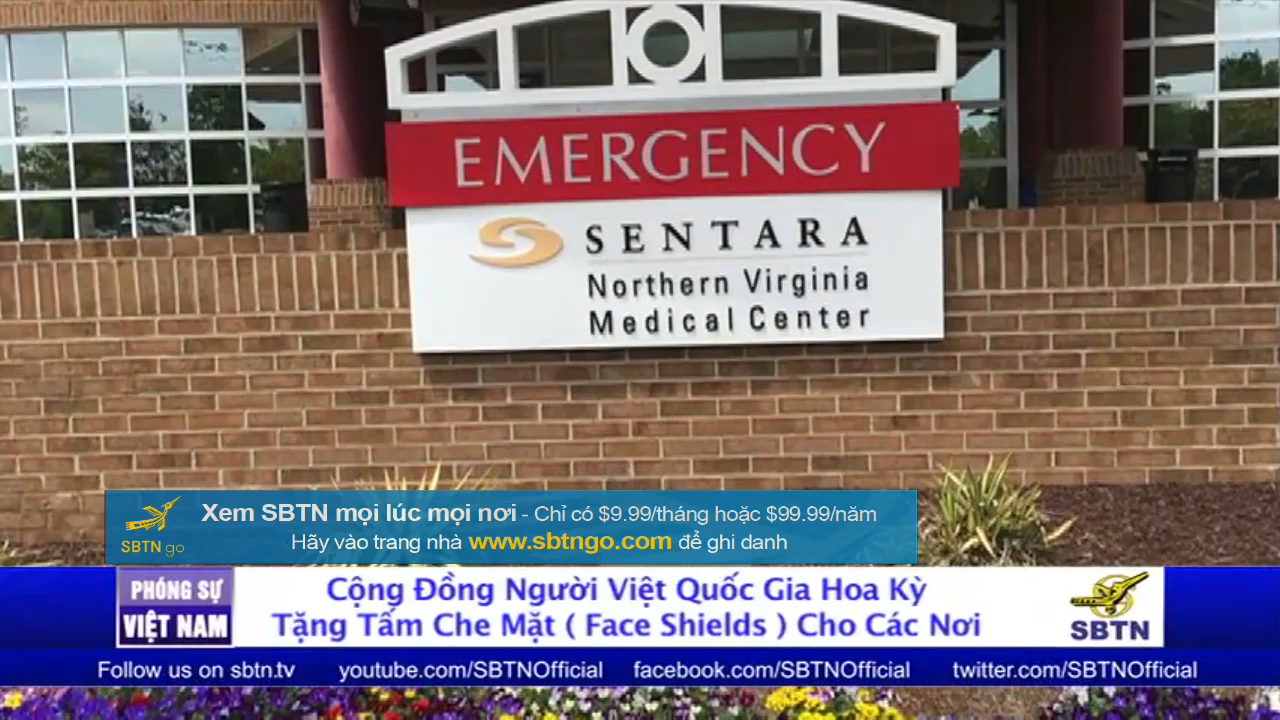 EMERGENCY
SENTARA
Northern Virginia
Medical Center
Xem SBTN mọi lúc mọi nơi - Chỉ có $9.99/tháng hoặc $99.99/năm
SBTN go
Hãy vào trang nhà www.sbtngo.com để ghi danh
PHÓNG SỰ
VIỆT NAM
Cộng Đồng Người Việt Quốc Gia Hoa Kỳ
Tặng Tấm Che Mặt ( Face Shields ) Cho Các Nơi
SBTN
Follow us on sbtn.tv youtube.com/SBTNOfficial facebook.com/SBTNOfficial twitter.com/SBTNOfficial